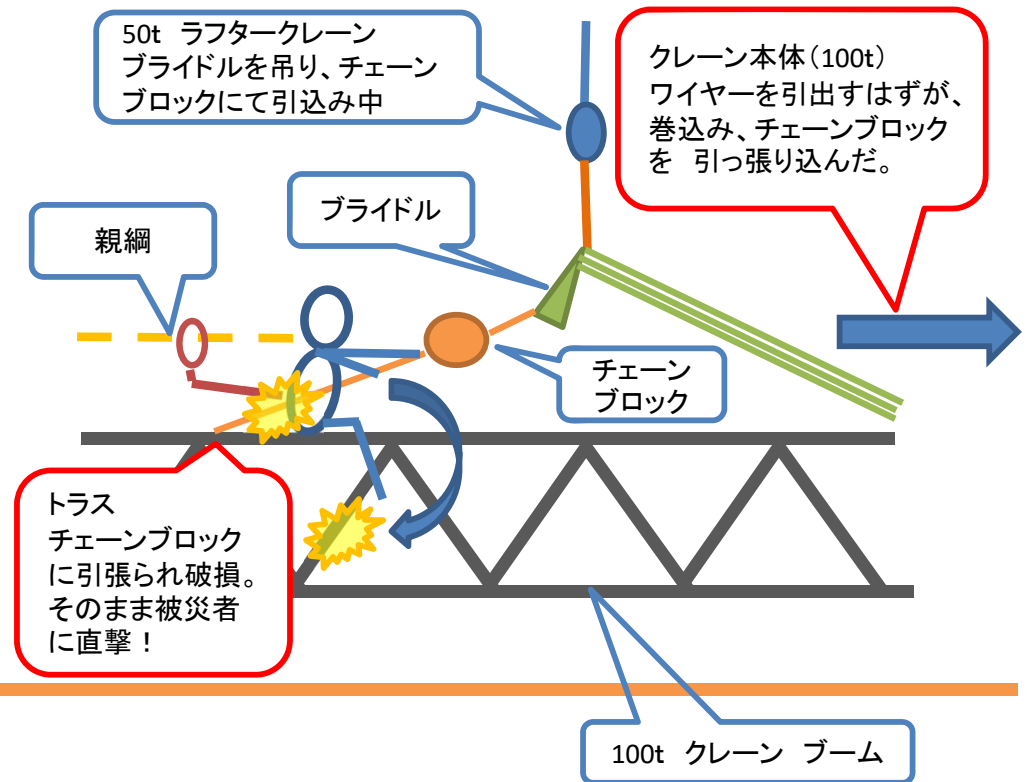 50t ラフタークレーン
ブライドルを吊り、チェーン
ブロックにて引込み中
クレーン本体(100t)
ワイヤーを引出すはずが、
巻込み、チェーンブロック
を 引っ張り込んだ。
ブライドル
親綱
チェーン
ブロック
トラス
チェーンブロック
に引張られ破損。
そのまま被災者
に直撃!
100t クレーン ブーム